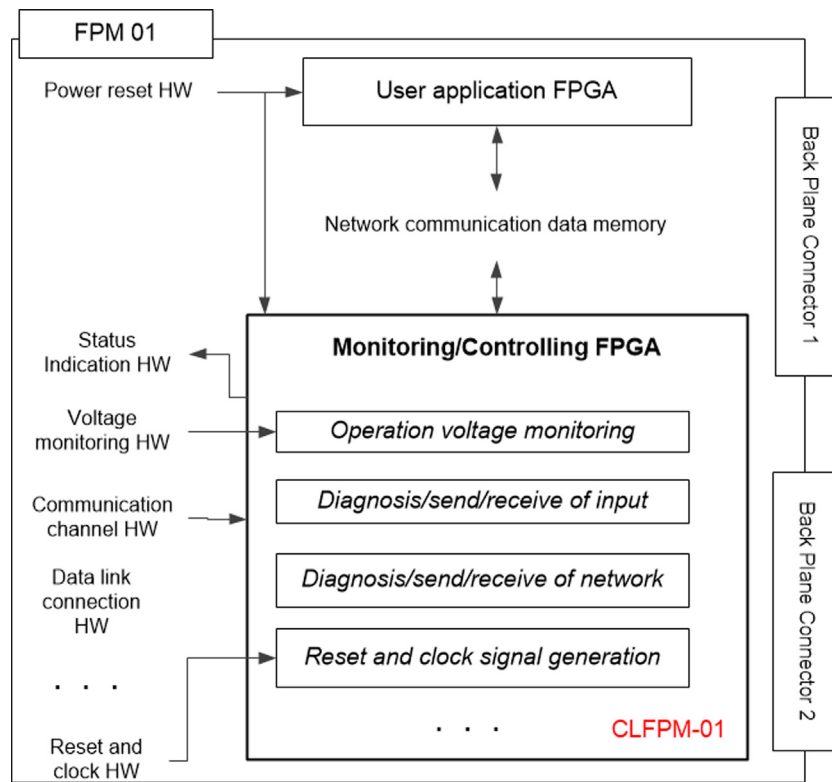 FPM 01
Power reset HW
User application FPGA
Back Plane Connector 1
Network communication data memory
Status
Indication HW
Monitoring/Controlling FPGA
Voltage
monitoring HW
Operation voltage monitoring
Communication
channel HW
Diagnosis/send/receive of input
Back Plane Connector 2
Data link
connection
HW
Diagnosis/send/receive of network
Reset and clock signal generation
. . .
Reset and
clock HW
. . .
CLFPM-01